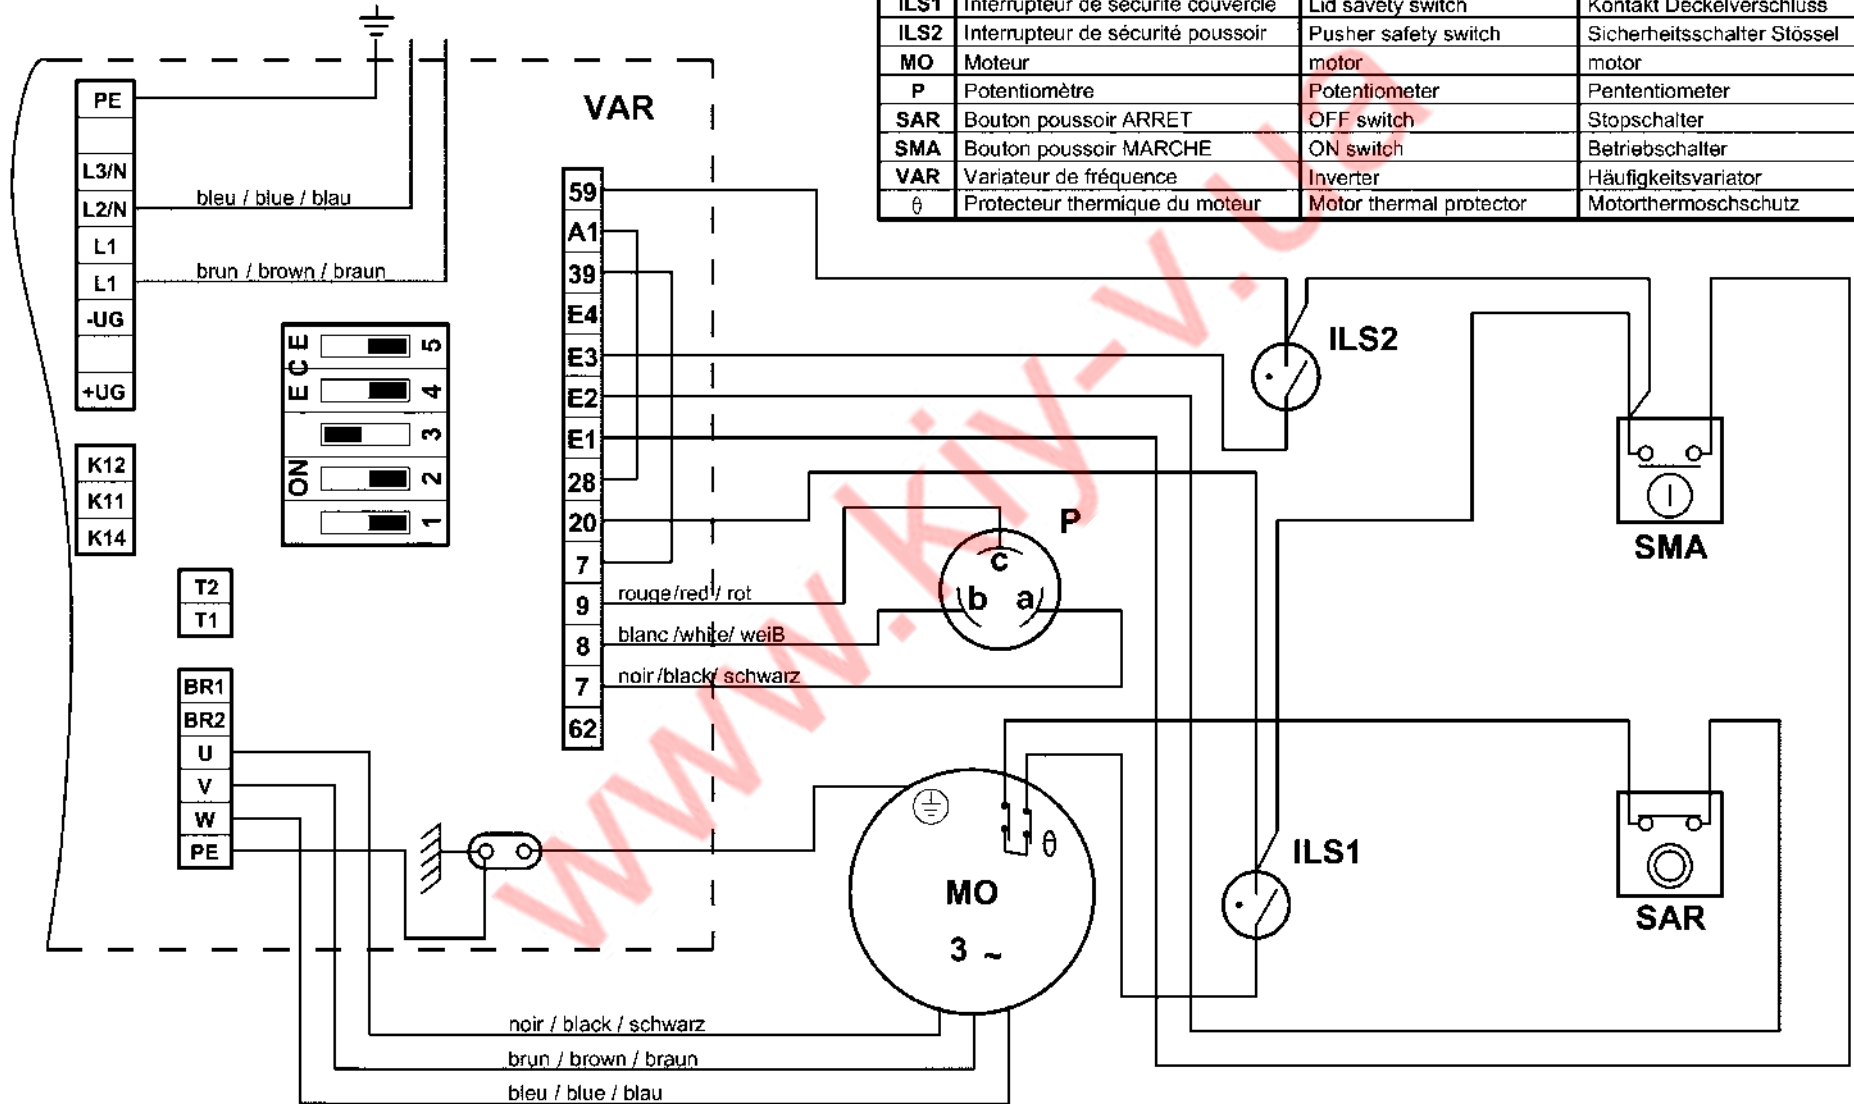 ILS1 Interrupteur de sécurité couvercle Lid savety switch Kontakt Deckelverschluss
ILS2 Interrupteur de sécurité poussoir Pusher safety switch Sicherheitsschalter Stössel
MO Moteur motor motor
P Potentiomètre Potentiometer Pententiometer
SAR Bouton poussoir ARRET OFF switch Stopschalter
SMA Bouton poussoir MARCHE ON switch Betriebschalter
VAR Variateur de fréquence Inverter Häufigkeitsvariator
θ Protecteur thermique du moteur Motor thermal protector Motorthermoschschutz
PE
L3/N
L2/N
L1
L1
-UG
+UG
bleu / blue / blau
brun / brown / braun
K12
K11
K14
ECE
ON
5
4
3
2
1
T2
T1
BR1
BR2
U
V
W
PE
VAR
59
A1
39
E4
E3
E2
E1
28
20
7
9
8
7
62
rouge/red / rot
blanc /white/ weiB
noir /black/ schwarz
P
c
b a
ILS2
SMA
θ
MO
3 ~
ILS1
SAR
noir / black / schwarz
brun / brown / braun
bleu / blue / blau
www.kiy-v.ua